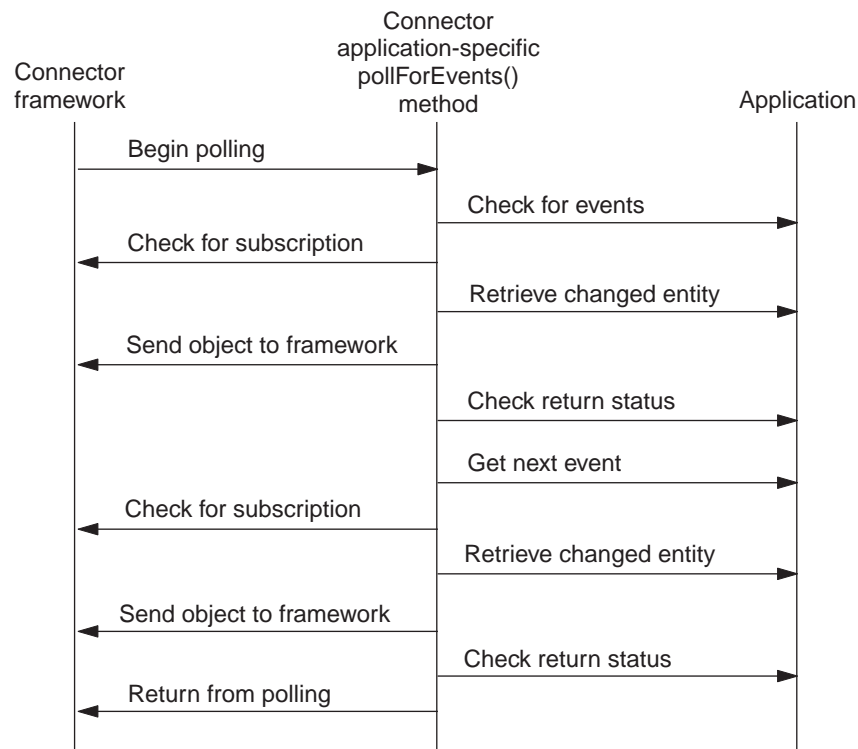 Connector
framework
Connector
application-specific
pollForEvents()
method
Application
Begin polling
Check for events
Check for subscription
Retrieve changed entity
Send object to framework
Check return status
Get next event
Check for subscription
Retrieve changed entity
Send object to framework
Check return status
Return from polling